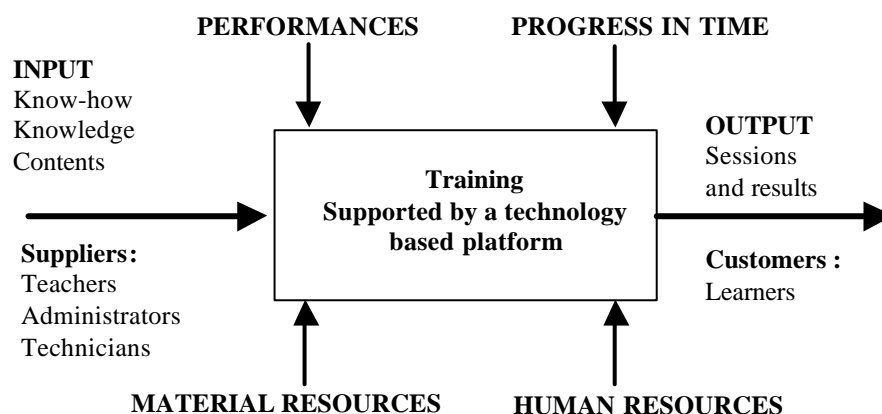 PERFORMANCES
PROGRESS IN TIME
INPUT
Know-how
Knowledge
Contents
OUTPUT
Sessions
and results
Training
Supported by a technology
based platform
Suppliers:
Teachers
Administrators
Technicians
Customers :
Learners
MATERIAL RESOURCES
HUMAN RESOURCES